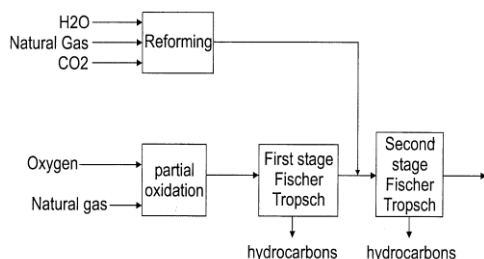 H2O
Natural Gas
CO2
Reforming
Oxygen
Natural gas
partial
oxidation
First stage
Fischer
Tropsch
Second
stage
Fischer
Tropsch
hydrocarbons
hydrocarbons